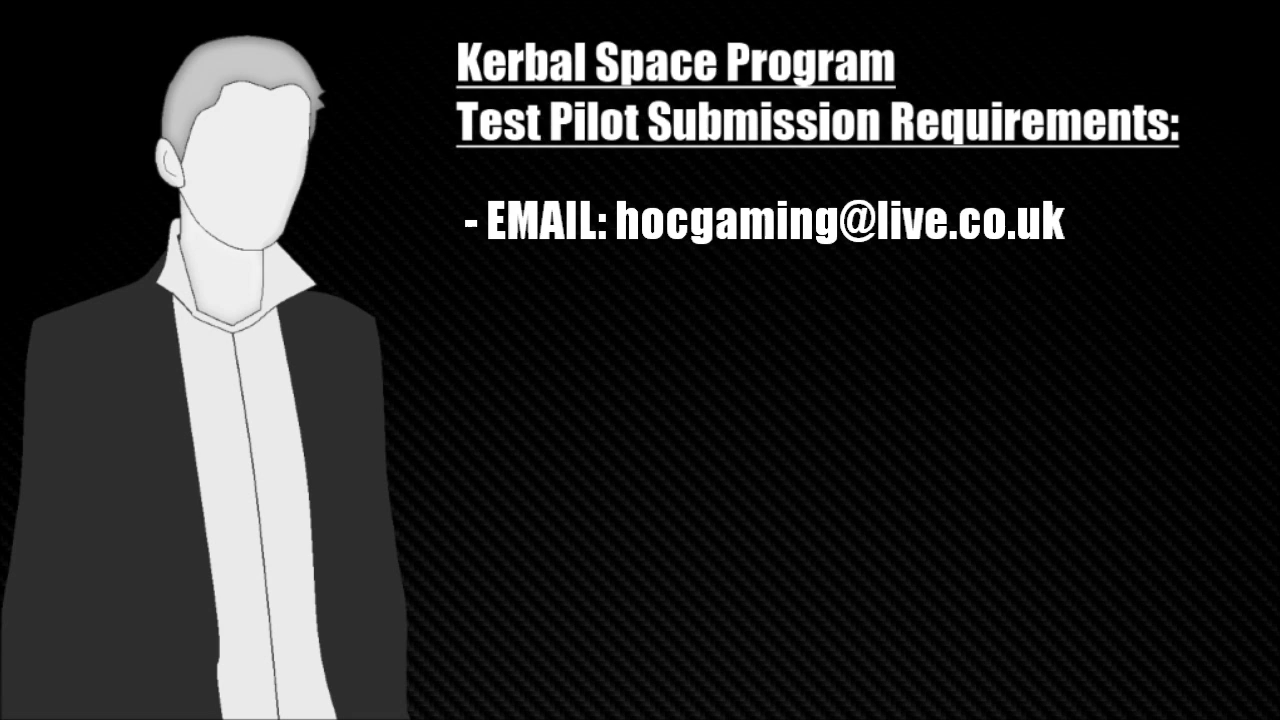 Kerbal Space Program
Test Pilot Submission Requirements:
- EMAIL: hocgaming@live.co.uk